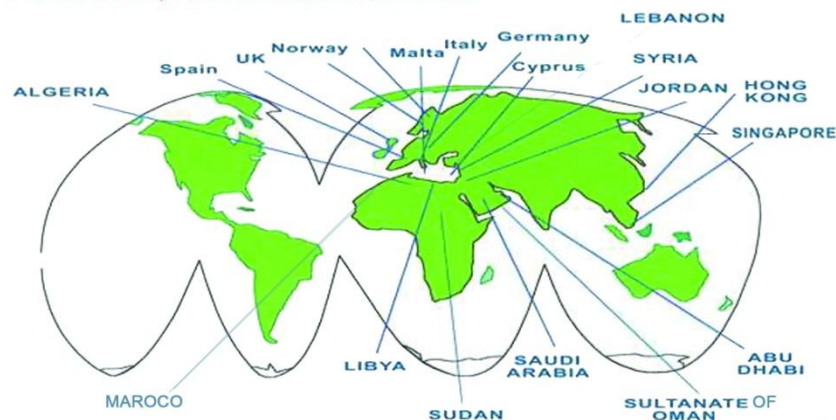 LEBANON
Germany
Italy
Norway
Malta
UK
SYRIA
Cyprus
Spain
JORDAN
HONG
KONG
ALGERIA
SINGAPORE
LIBYA
SAUDI
ARABIA
ABU
DHABI
MAROCO
SULTANATE OF
OMAN
SUDAN